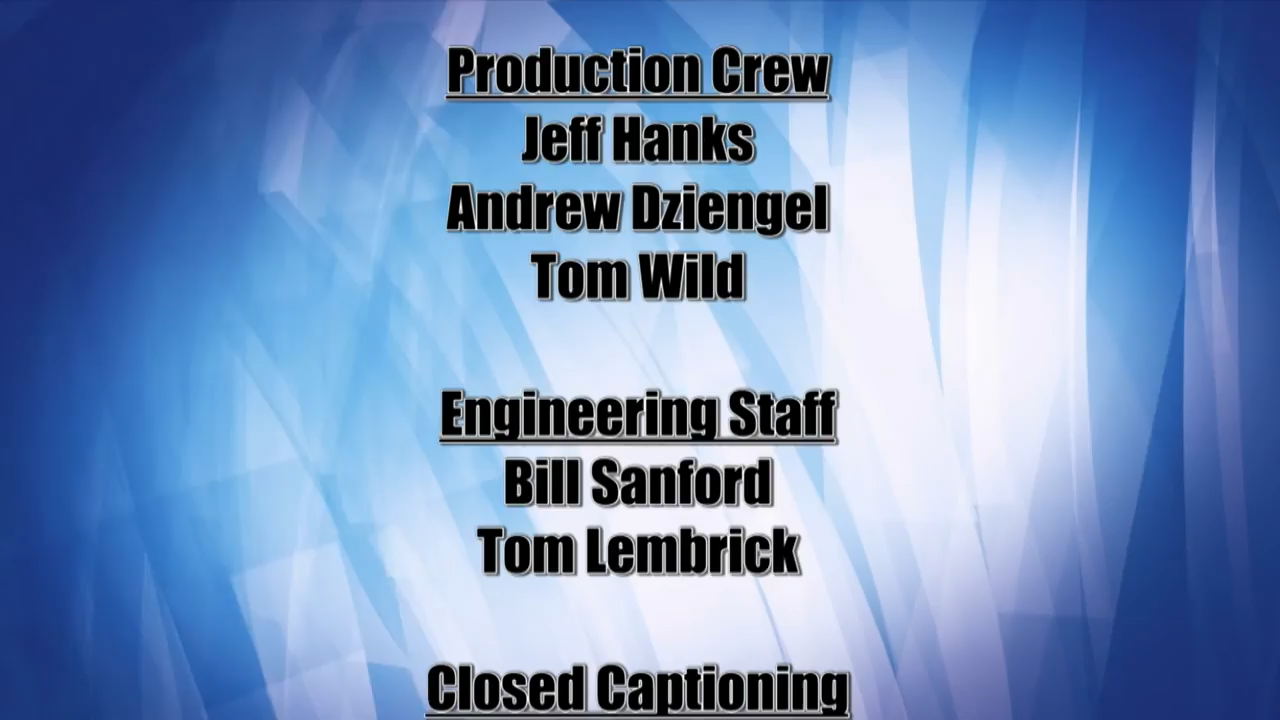 Production Crew
Jeff Hanks
Andrew Dziengel
Tom Wild
Engineering Staff
Bill Sanford
Tom Lembrick
Closed Captioning